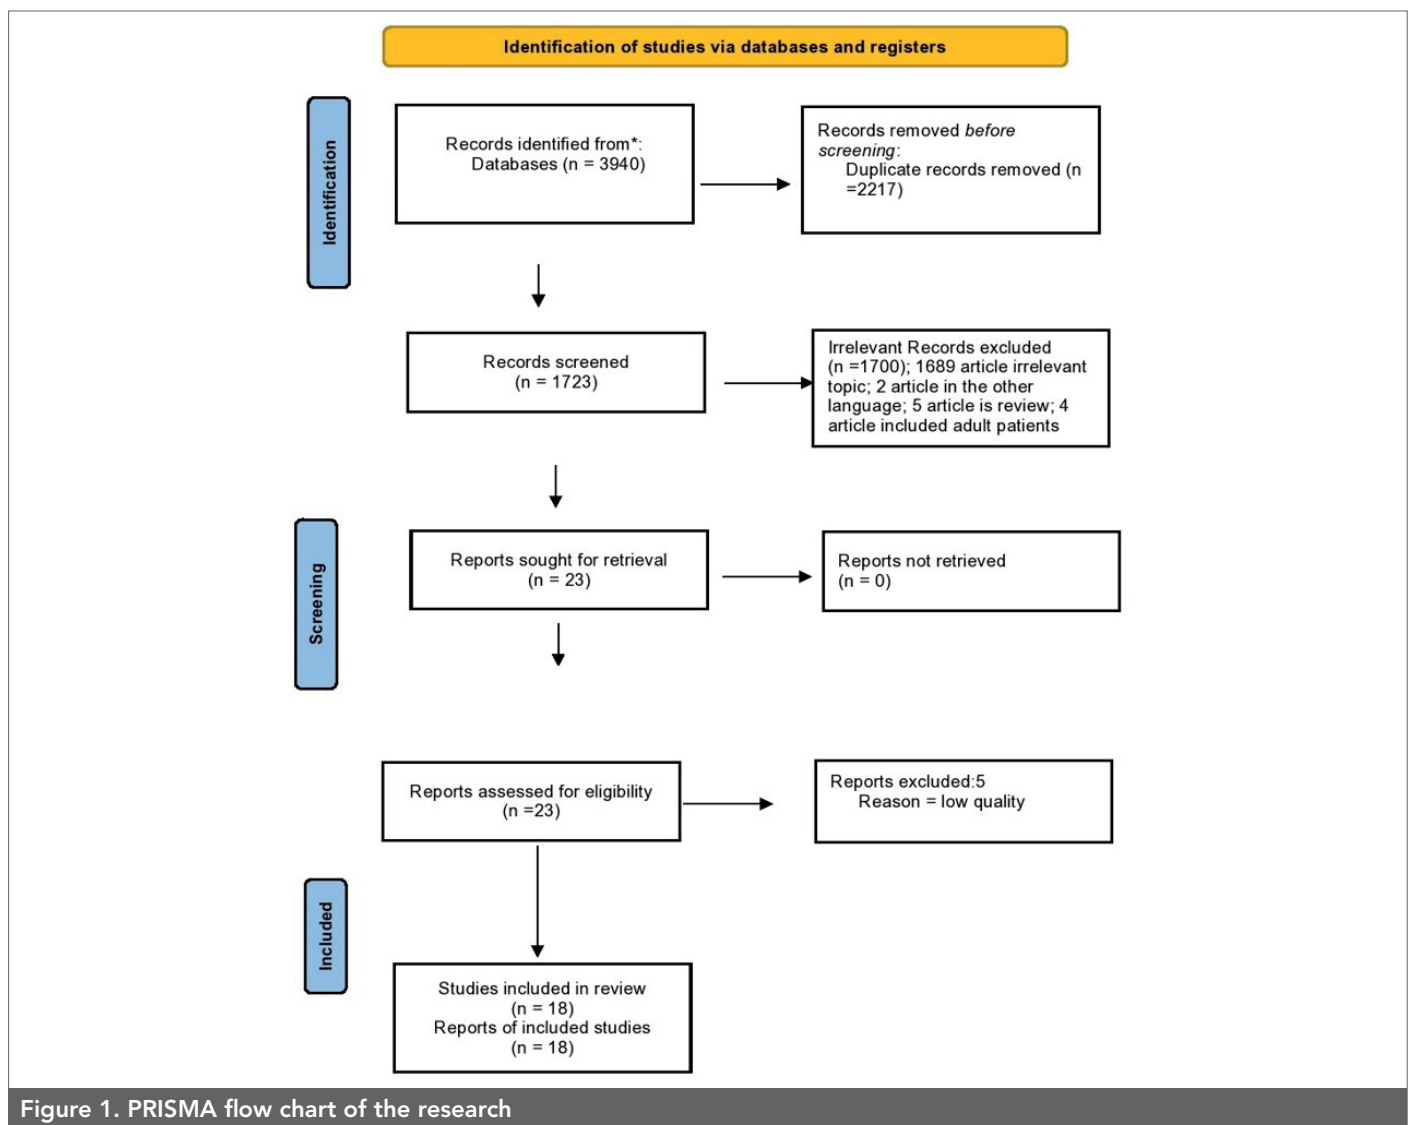 Identification of studies via databases and registers
Identification
Records identified from*:
Databases (n = 3940)
Records removed before
screening:
Duplicate records removed (n
=2217)
Records screened
(n = 1723)
Irrelevant Records excluded
(n =1700); 1689 article irrelevant
topic; 2 article in the other
language; 5 article is review; 4
article included adult patients
Screening
Reports sought for retrieval
(n = 23)
Reports not retrieved
(n = 0)
Reports assessed for eligibility
(n =23)
Reports excluded:5
Reason = low quality
Included
Studies included in review
(n = 18)
Reports of included studies
(n = 18)
Figure 1. PRISMA flow chart of the research